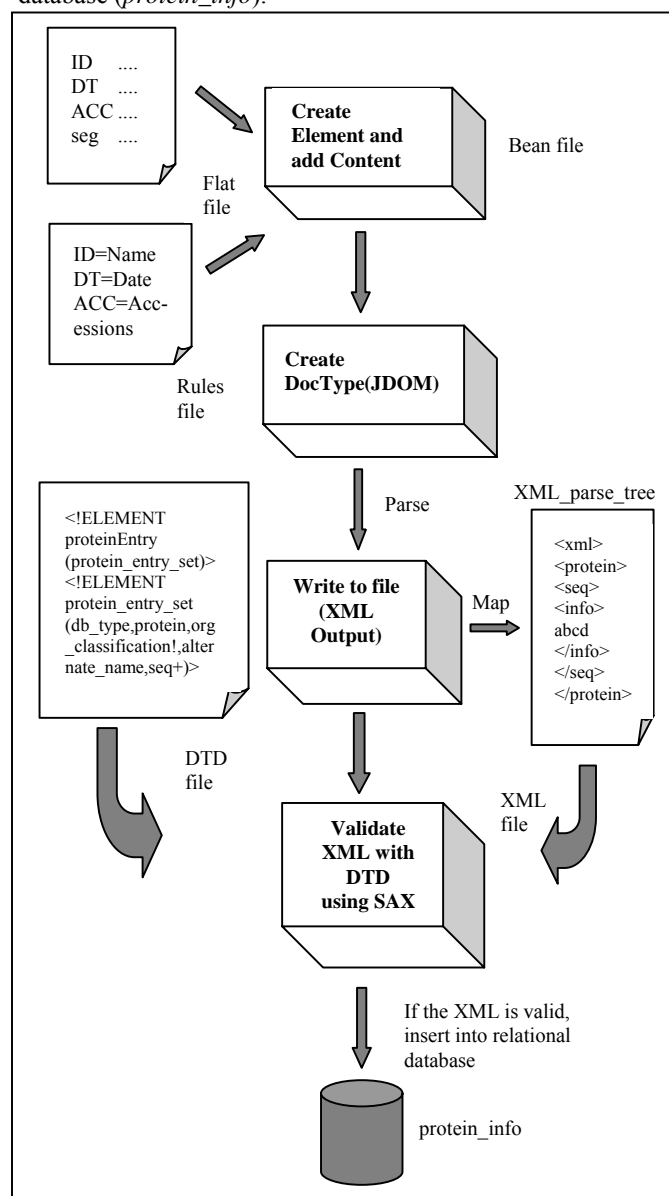 database (protein_info).
ID ....
DT ....
ACC ....
seg ....
Create
Element and
add Content
Bean file
Flat
file
ID=Name
DT=Date
ACC=Acc-
essions
Rules
file
Create
DocType(JDOM)
Parse
XML_parse_tree
<!ELEMENT
proteinEntry
(protein_entry_set)>
<!ELEMENT
protein_entry_set
(db_type,protein,org
_classification!,alter
nate_name,seq+)>
Write to file
(XML
Output)
Map
<xml>
<protein>
<seq>
<info>
abcd
</info>
</seq>
</protein>
DTD
file
XML
file
Validate
XML with
DTD
using SAX
If the XML is valid,
insert into relational
database
protein_info